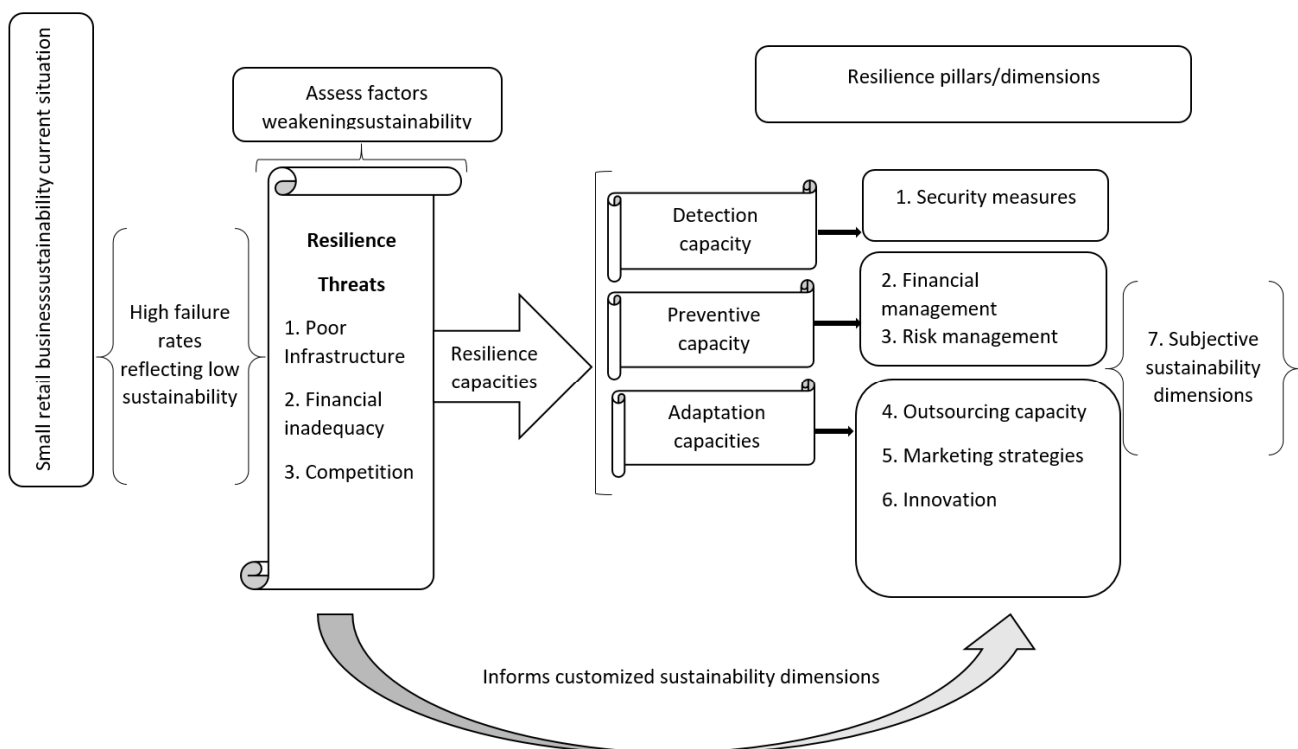 Small retail businesssustainability current situation
High failure
rates
reflecting low
sustainability
Assess factors
weakeningsustainability
Resilience
Threats
1. Poor
Infrastructure
2. Financial
inadequacy
3. Competition
Resilience
capacities
Resilience pillars/dimensions
Detection
capacity
1. Security measures
Preventive
capacity
2. Financial
management
3. Risk management
Adaptation
capacities
4. Outsourcing capacity
5. Marketing strategies
6. Innovation
7. Subjective
sustainability
dimensions
Informs customized sustainability dimensions